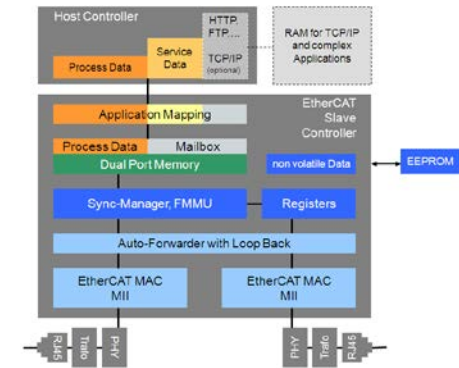 Host Controller
HTTP,
FTP,...
TCP/IP
(optional)
Service
Data
Process Data
RAM for TCP/IP
and complex
Applications
EtherCAT
Slave
Controller
Application Mapping
Process Data
Mailbox
Dual Port Memory
non volatile Data
EEPROM
Sync-Manager, FMMU
Registers
Auto-Forwarder with Loop Back
EtherCAT MAC
MII
EtherCAT MAC
MII
RJ45
Trafo
PHY
PHY
Trafo
RJ45